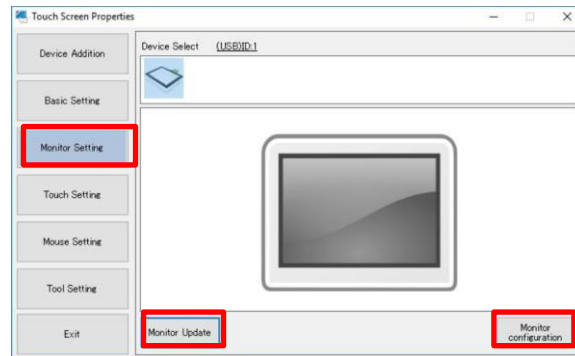 Touch Screen Properties
Device Addition
Basic Setting
Monitor Setting
Touch Setting
Mouse Setting
Tool Setting
Exit
Device Select (USB)ID:1
Monitor Update
Monitor
configuration